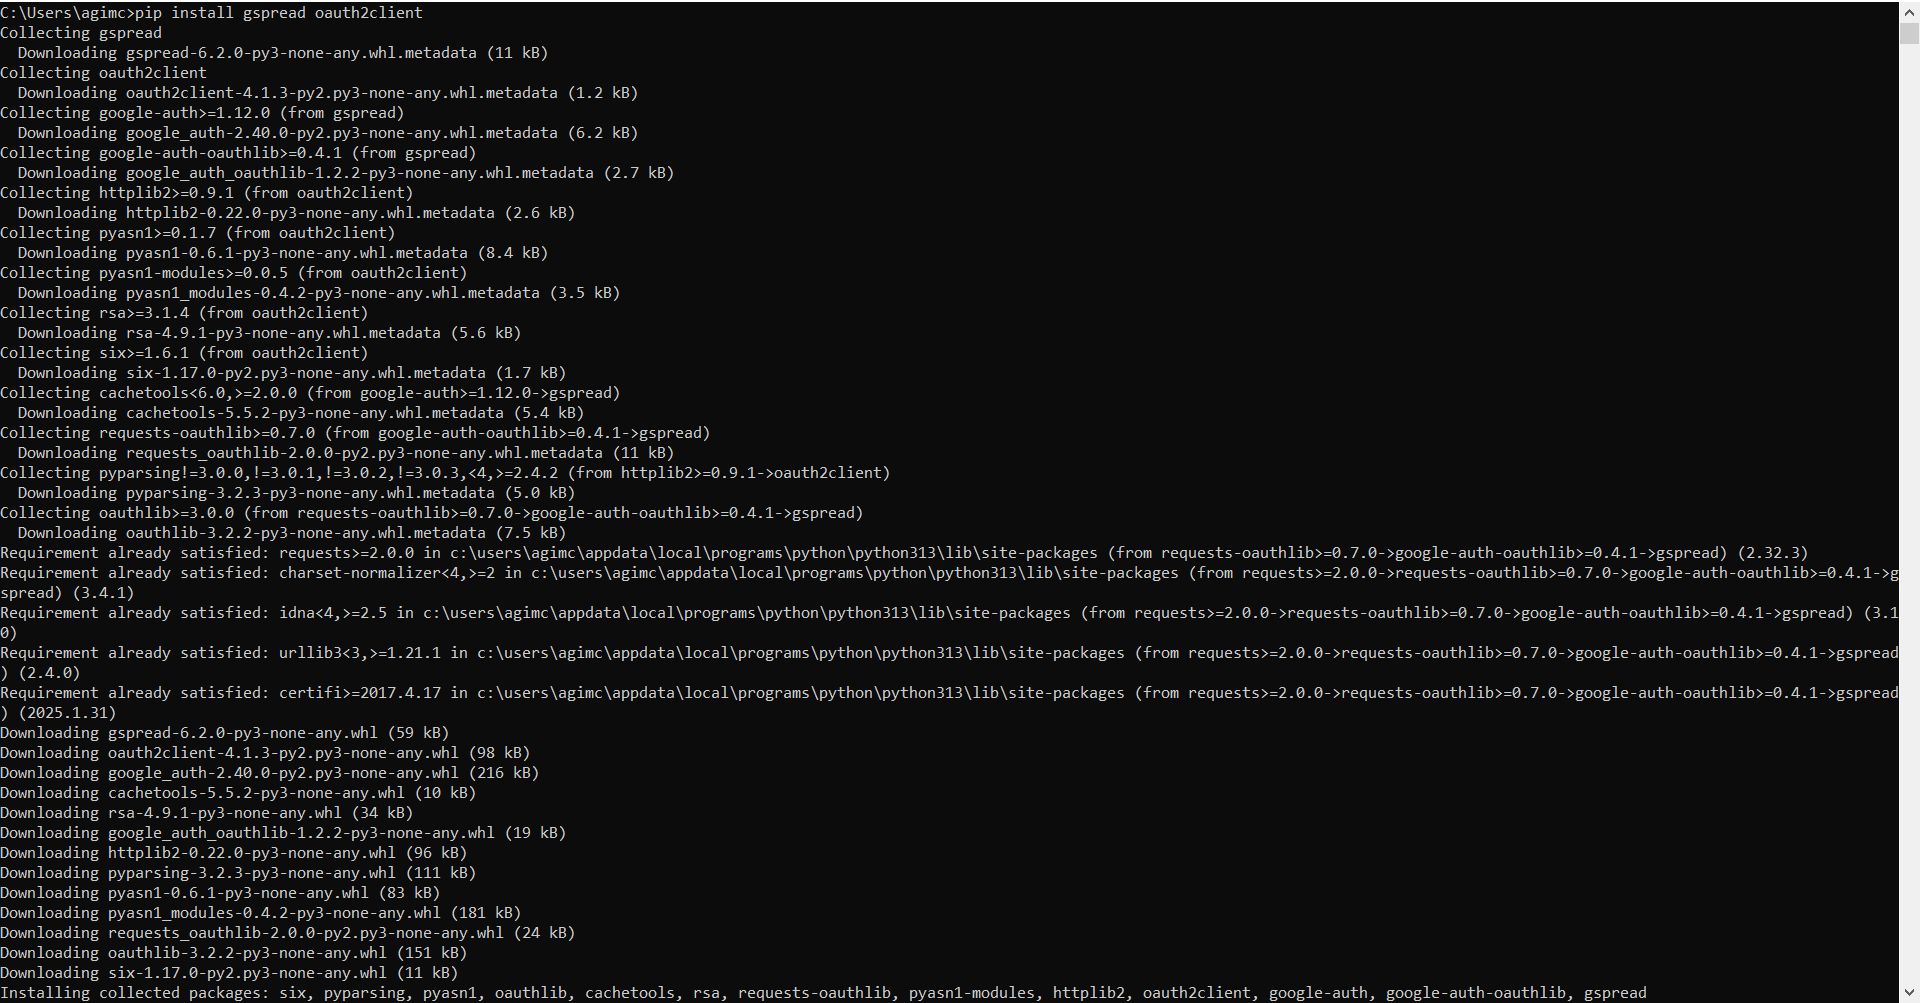 C:\Users\agimc>pip install gspread oauth2client
Collecting gspread
  Downloading gspread-6.2.0-py3-none-any.whl.metadata (11 kB)
Collecting oauth2client
  Downloading oauth2client-4.1.3-py2.py3-none-any.whl.metadata (1.2 kB)
Collecting google-auth>=1.12.0 (from gspread)
  Downloading google_auth-2.40.0-py2.py3-none-any.whl.metadata (6.2 kB)
Collecting google-auth-oauthlib>=0.4.1 (from gspread)
  Downloading google_auth_oauthlib-1.2.2-py3-none-any.whl.metadata (2.7 kB)
Collecting httplib2>=0.9.1 (from oauth2client)
  Downloading httplib2-0.22.0-py3-none-any.whl.metadata (2.6 kB)
Collecting pyasn1>=0.1.7 (from oauth2client)
  Downloading pyasn1-0.6.1-py3-none-any.whl.metadata (8.4 kB)
Collecting pyasn1-modules>=0.0.5 (from oauth2client)
  Downloading pyasn1_modules-0.4.2-py3-none-any.whl.metadata (3.5 kB)
Collecting rsa>=3.1.4 (from oauth2client)
  Downloading rsa-4.9.1-py3-none-any.whl.metadata (5.6 kB)
Collecting six>=1.6.1 (from oauth2client)
  Downloading six-1.17.0-py2.py3-none-any.whl.metadata (1.7 kB)
Collecting cachetools<6.0,>=2.0.0 (from google-auth>=1.12.0->gspread)
  Downloading cachetools-5.5.2-py3-none-any.whl.metadata (5.4 kB)
Collecting requests-oauthlib>=0.7.0 (from google-auth-oauthlib>=0.4.1->gspread)
  Downloading requests_oauthlib-2.0.0-py2.py3-none-any.whl.metadata (11 kB)
Collecting pyparsing!=3.0.0,!=3.0.1,!=3.0.2,!=3.0.3,<4,>=2.4.2 (from httplib2>=0.9.1->oauth2client)
  Downloading pyparsing-3.2.3-py3-none-any.whl.metadata (5.0 kB)
Collecting oauthlib>=3.0.0 (from requests-oauthlib>=0.7.0->google-auth-oauthlib>=0.4.1->gspread)
  Downloading oauthlib-3.2.2-py3-none-any.whl.metadata (7.5 kB)
Requirement already satisfied: requests>=2.0.0 in c:\users\agimc\appdata\local\programs\python\python313\lib\site-packages (from requests-oauthlib>=0.7.0->google-auth-oauthlib>=0.4.1->gspread) (2.32.3)
Requirement already satisfied: charset-normalizer<4,>=2 in c:\users\agimc\appdata\local\programs\python\python313\lib\site-packages (from requests>=2.0.0->requests-oauthlib>=0.7.0->google-auth-oauthlib>=0.4.1->g
spread) (3.4.1)
Requirement already satisfied: idna<4,>=2.5 in c:\users\agimc\appdata\local\programs\python\python313\lib\site-packages (from requests>=2.0.0->requests-oauthlib>=0.7.0->google-auth-oauthlib>=0.4.1->gspread) (3.1
0)
Requirement already satisfied: urllib3<3,>=1.21.1 in c:\users\agimc\appdata\local\programs\python\python313\lib\site-packages (from requests>=2.0.0->requests-oauthlib>=0.7.0->google-auth-oauthlib>=0.4.1->gspread
) (2.4.0)
Requirement already satisfied: certifi>=2017.4.17 in c:\users\agimc\appdata\local\programs\python\python313\lib\site-packages (from requests>=2.0.0->requests-oauthlib>=0.7.0->google-auth-oauthlib>=0.4.1->gspread
) (2025.1.31)
Downloading gspread-6.2.0-py3-none-any.whl (59 kB)
Downloading oauth2client-4.1.3-py2.py3-none-any.whl (98 kB)
Downloading google_auth-2.40.0-py2.py3-none-any.whl (216 kB)
Downloading cachetools-5.5.2-py3-none-any.whl (10 kB)
Downloading rsa-4.9.1-py3-none-any.whl (34 kB)
Downloading google_auth_oauthlib-1.2.2-py3-none-any.whl (19 kB)
Downloading httplib2-0.22.0-py3-none-any.whl (96 kB)
Downloading pyparsing-3.2.3-py3-none-any.whl (111 kB)
Downloading pyasn1-0.6.1-py3-none-any.whl (83 kB)
Downloading pyasn1_modules-0.4.2-py3-none-any.whl (181 kB)
Downloading requests_oauthlib-2.0.0-py2.py3-none-any.whl (24 kB)
Downloading oauthlib-3.2.2-py3-none-any.whl (151 kB)
Downloading six-1.17.0-py2.py3-none-any.whl (11 kB)
Installing collected packages: six, pyparsing, pyasn1, oauthlib, cachetools, rsa, requests-oauthlib, pyasn1-modules, httplib2, oauth2client, google-auth, google-auth-oauthlib, gspread